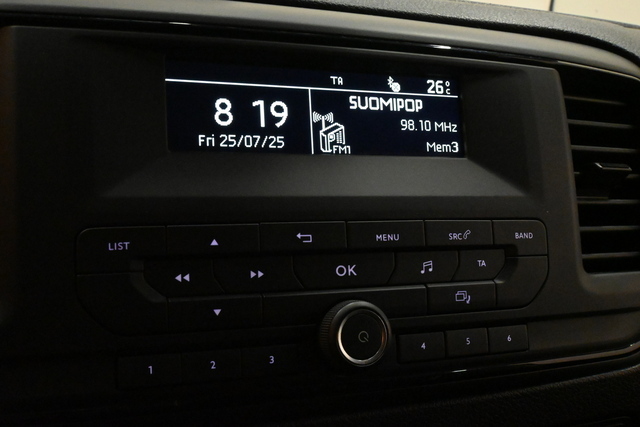 TA 26°C
8 19
SUOMIPOP
98.10 MHz
Fri 25/07/25
FM1
Mem3
LIST
MENU
SRC
BAND
OK
TA
1
2
3
4
5
6